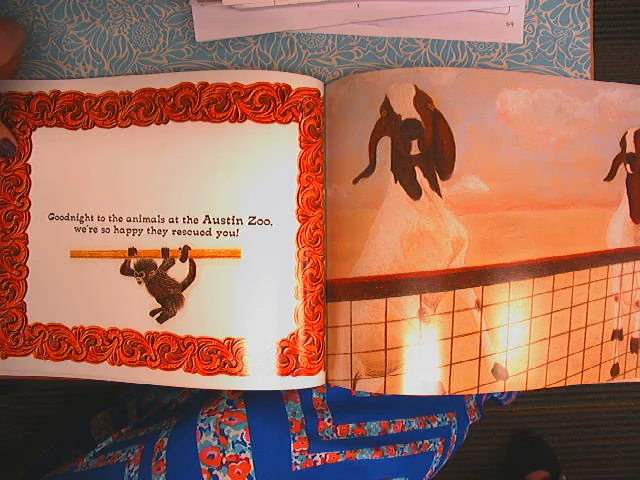 Goodnight to the animals at the Austin Zoo,
we're so happy they rescued you!